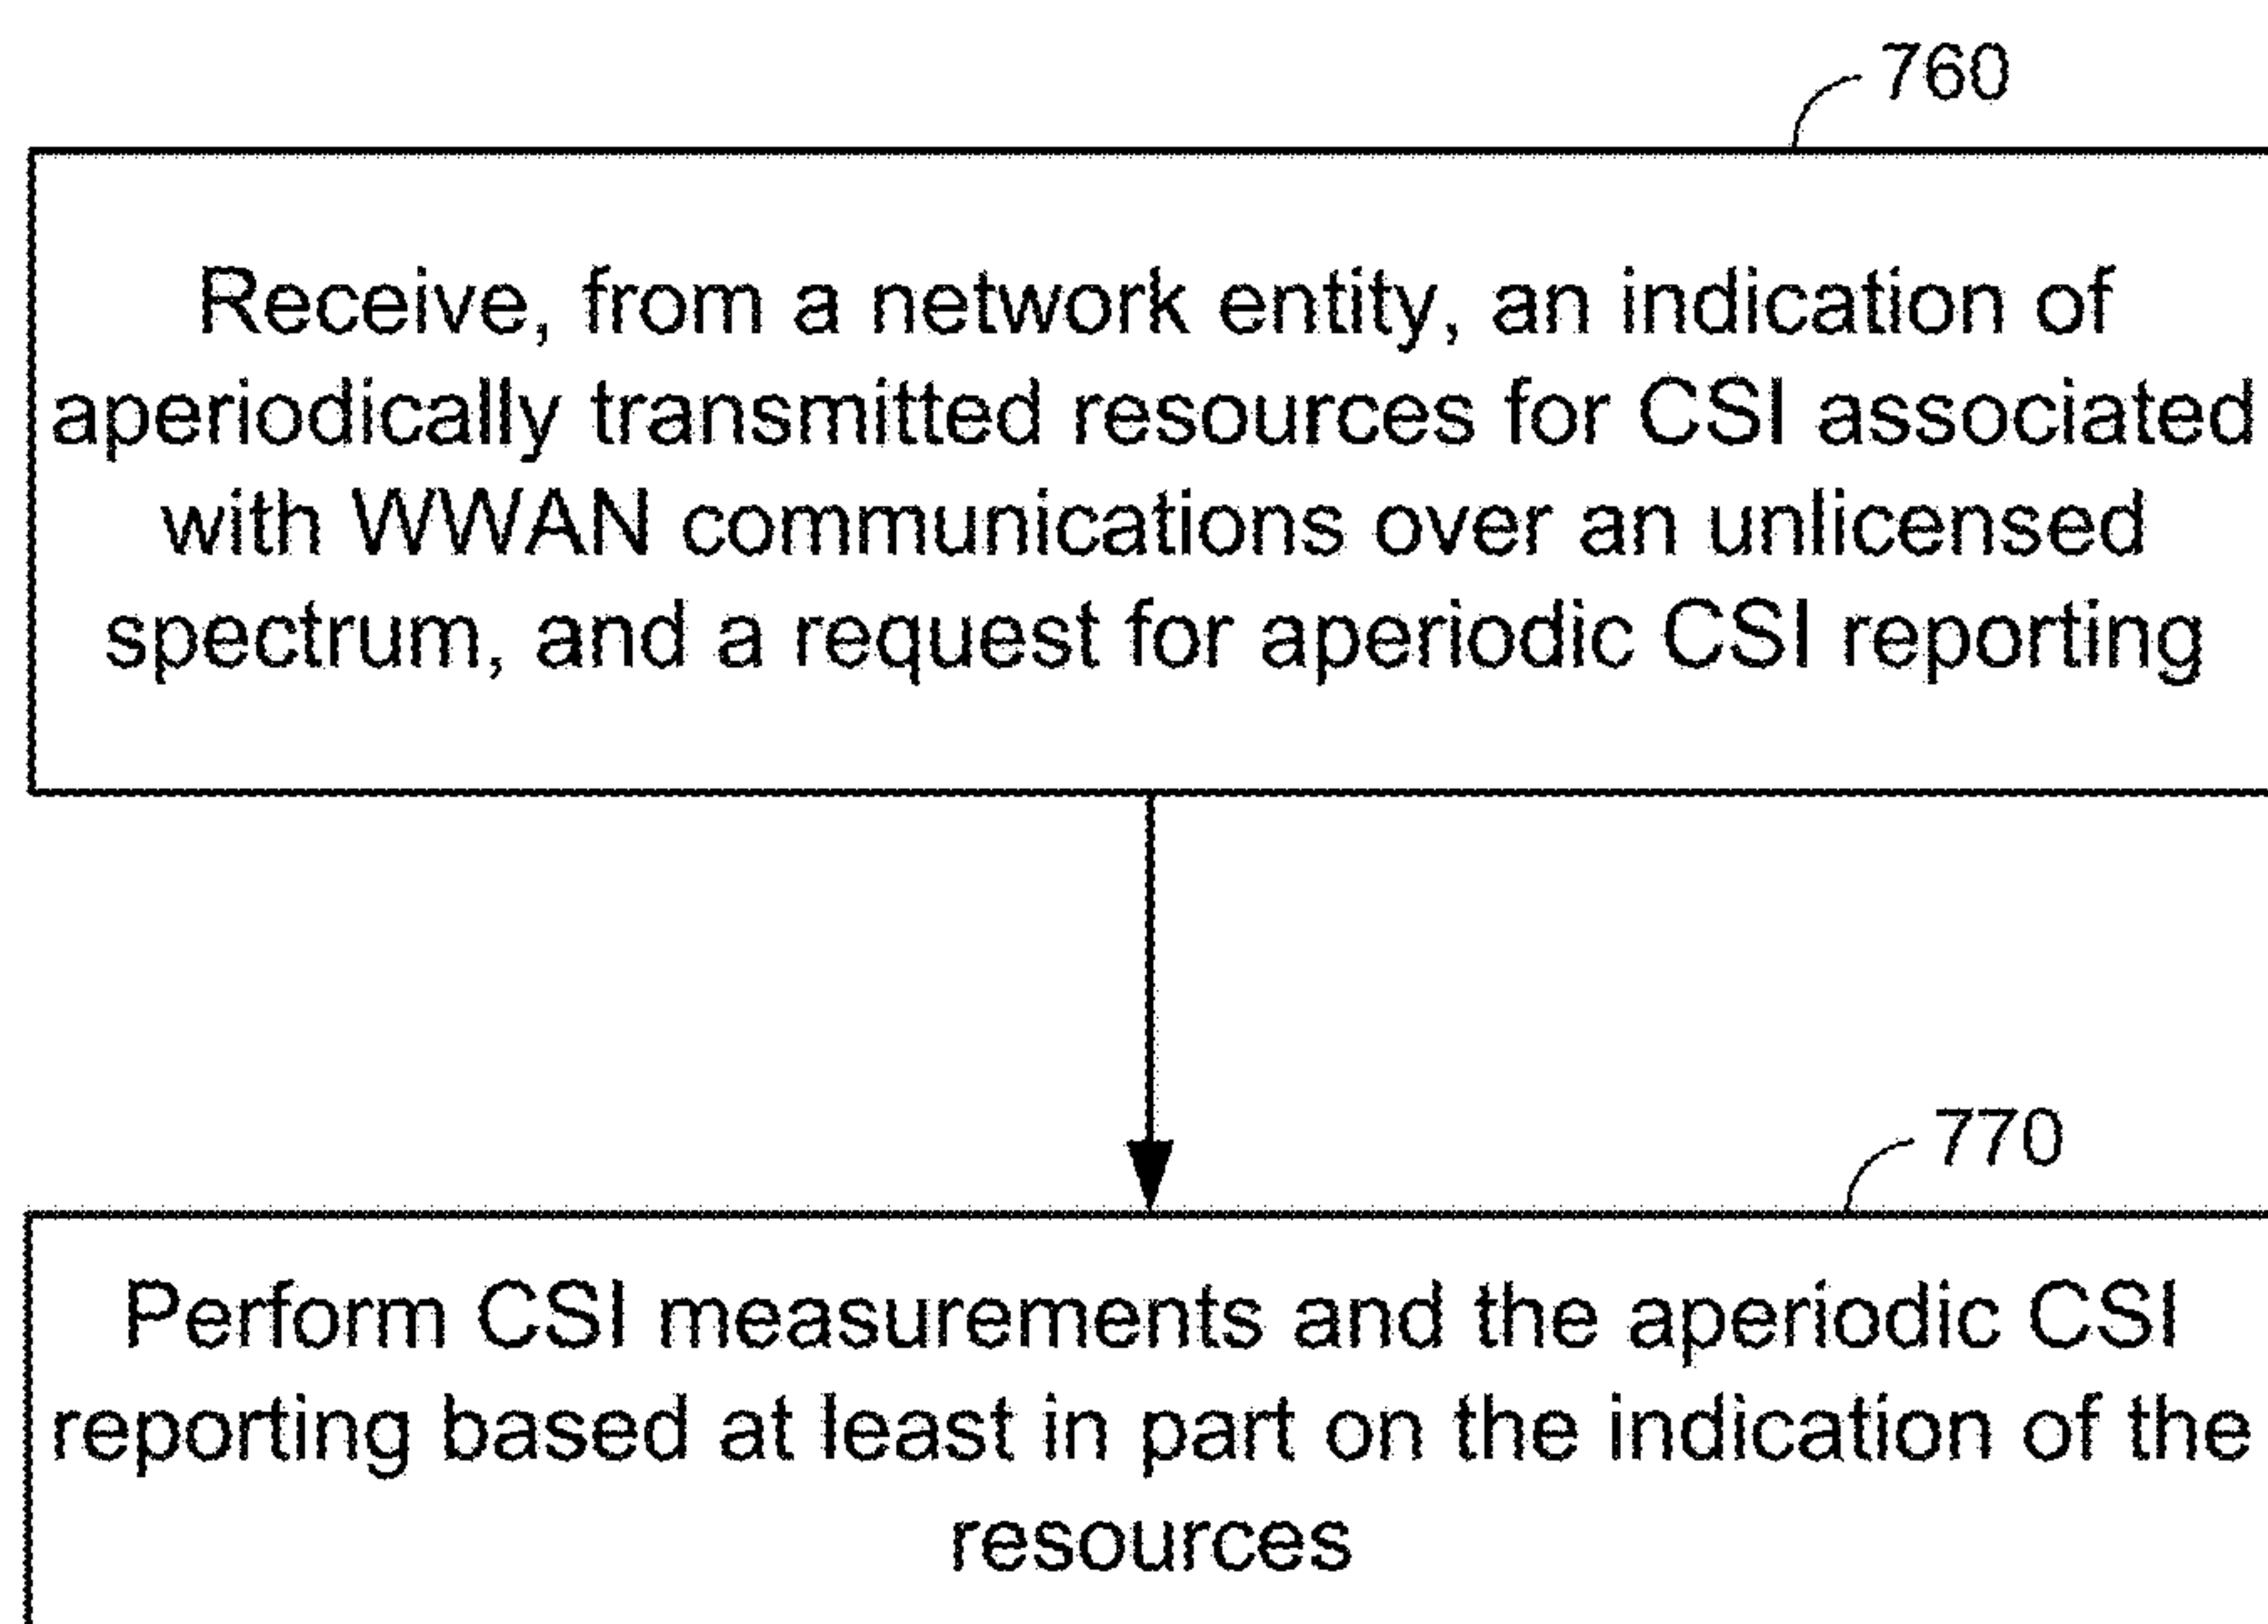 760
Receive, from a network entity, an indication of
aperiodically transmitted resources for CSI associated
with WWAN communications over an unlicensed
spectrum, and a request for aperiodic CSI reporting
770
Perform CSI measurements and the aperiodic CSI
reporting based at least in part on the indication of the
resources